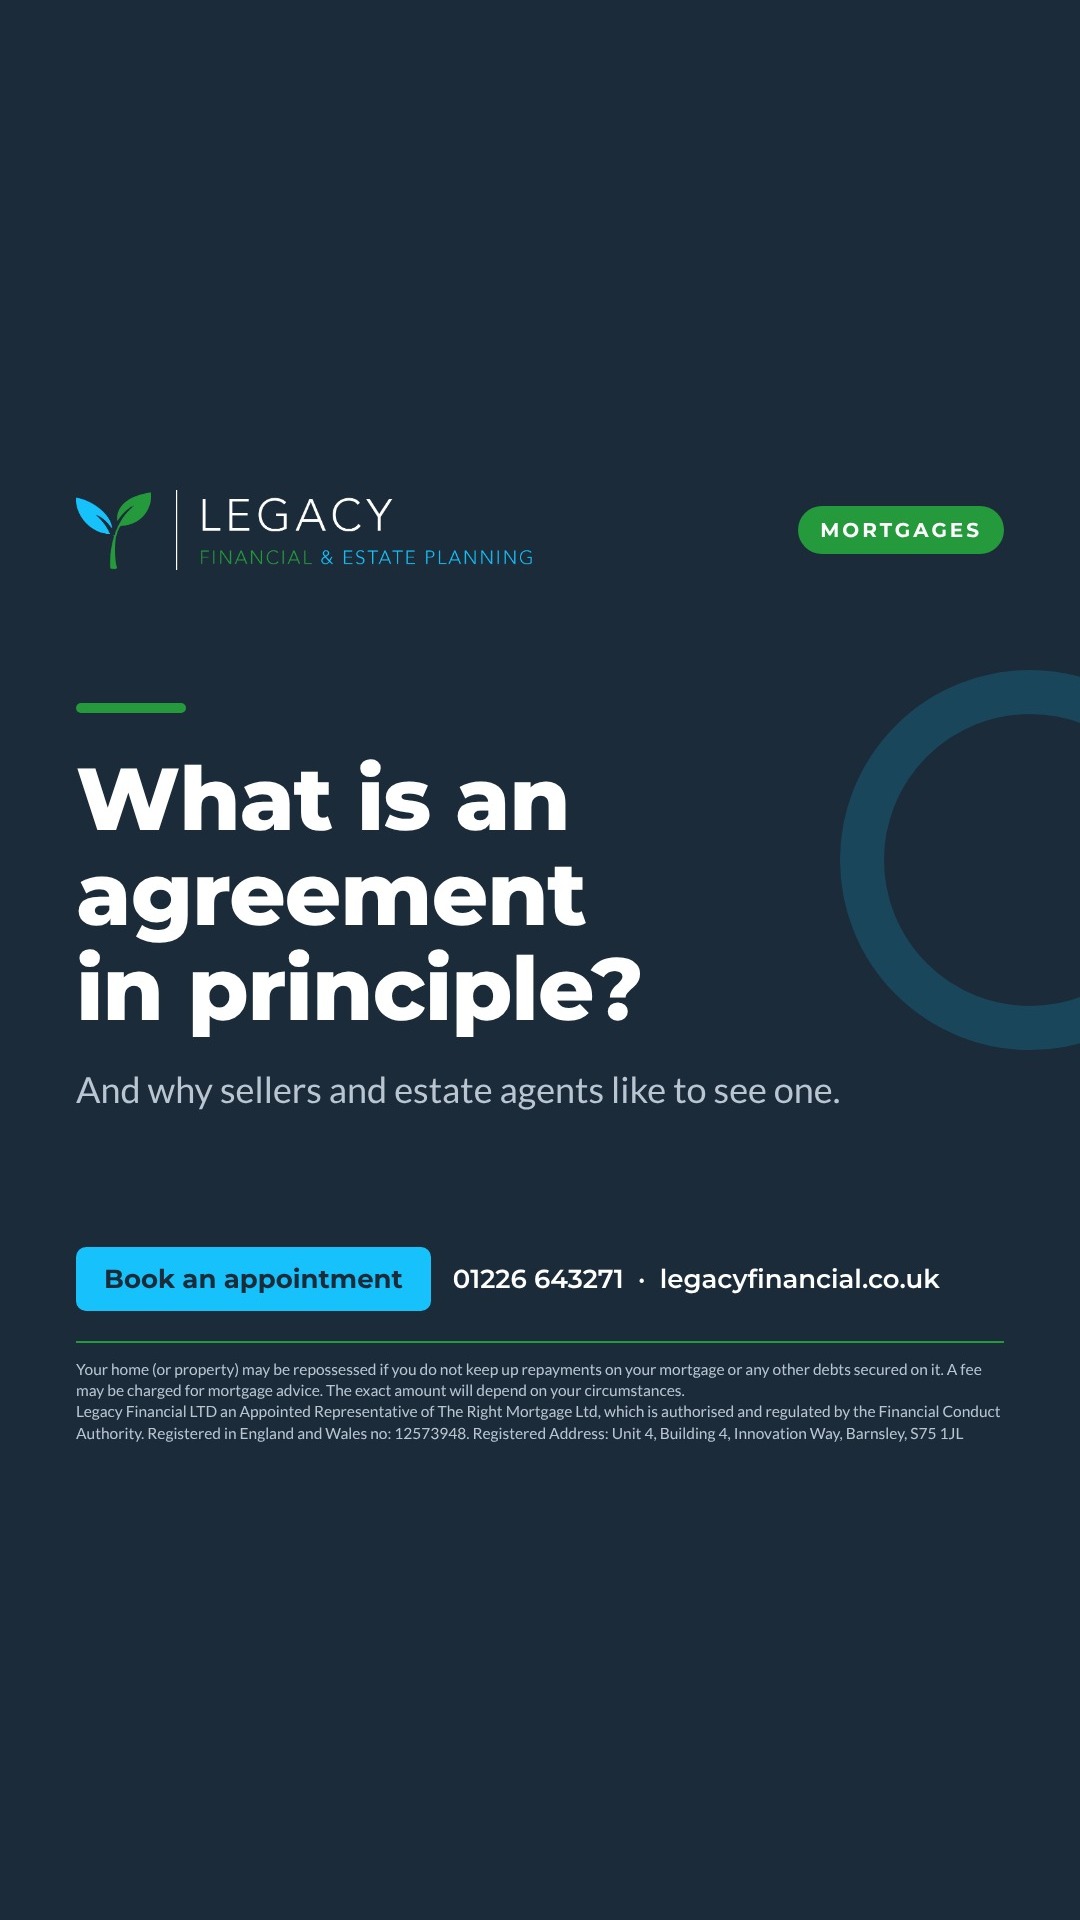 LEGACY
FINANCIAL & ESTATE PLANNING
MORTGAGES
What is an
agreement
in principle?
And why sellers and estate agents like to see one.
Book an appointment
01226 643271 · legacyfinancial.co.uk
Your home (or property) may be repossessed if you do not keep up repayments on your mortgage or any other debts secured on it. A fee
may be charged for mortgage advice. The exact amount will depend on your circumstances.
Legacy Financial LTD an Appointed Representative of The Right Mortgage Ltd, which is authorised and regulated by the Financial Conduct
Authority. Registered in England and Wales no: 12573948. Registered Address: Unit 4, Building 4, Innovation Way, Barnsley, S75 1JL